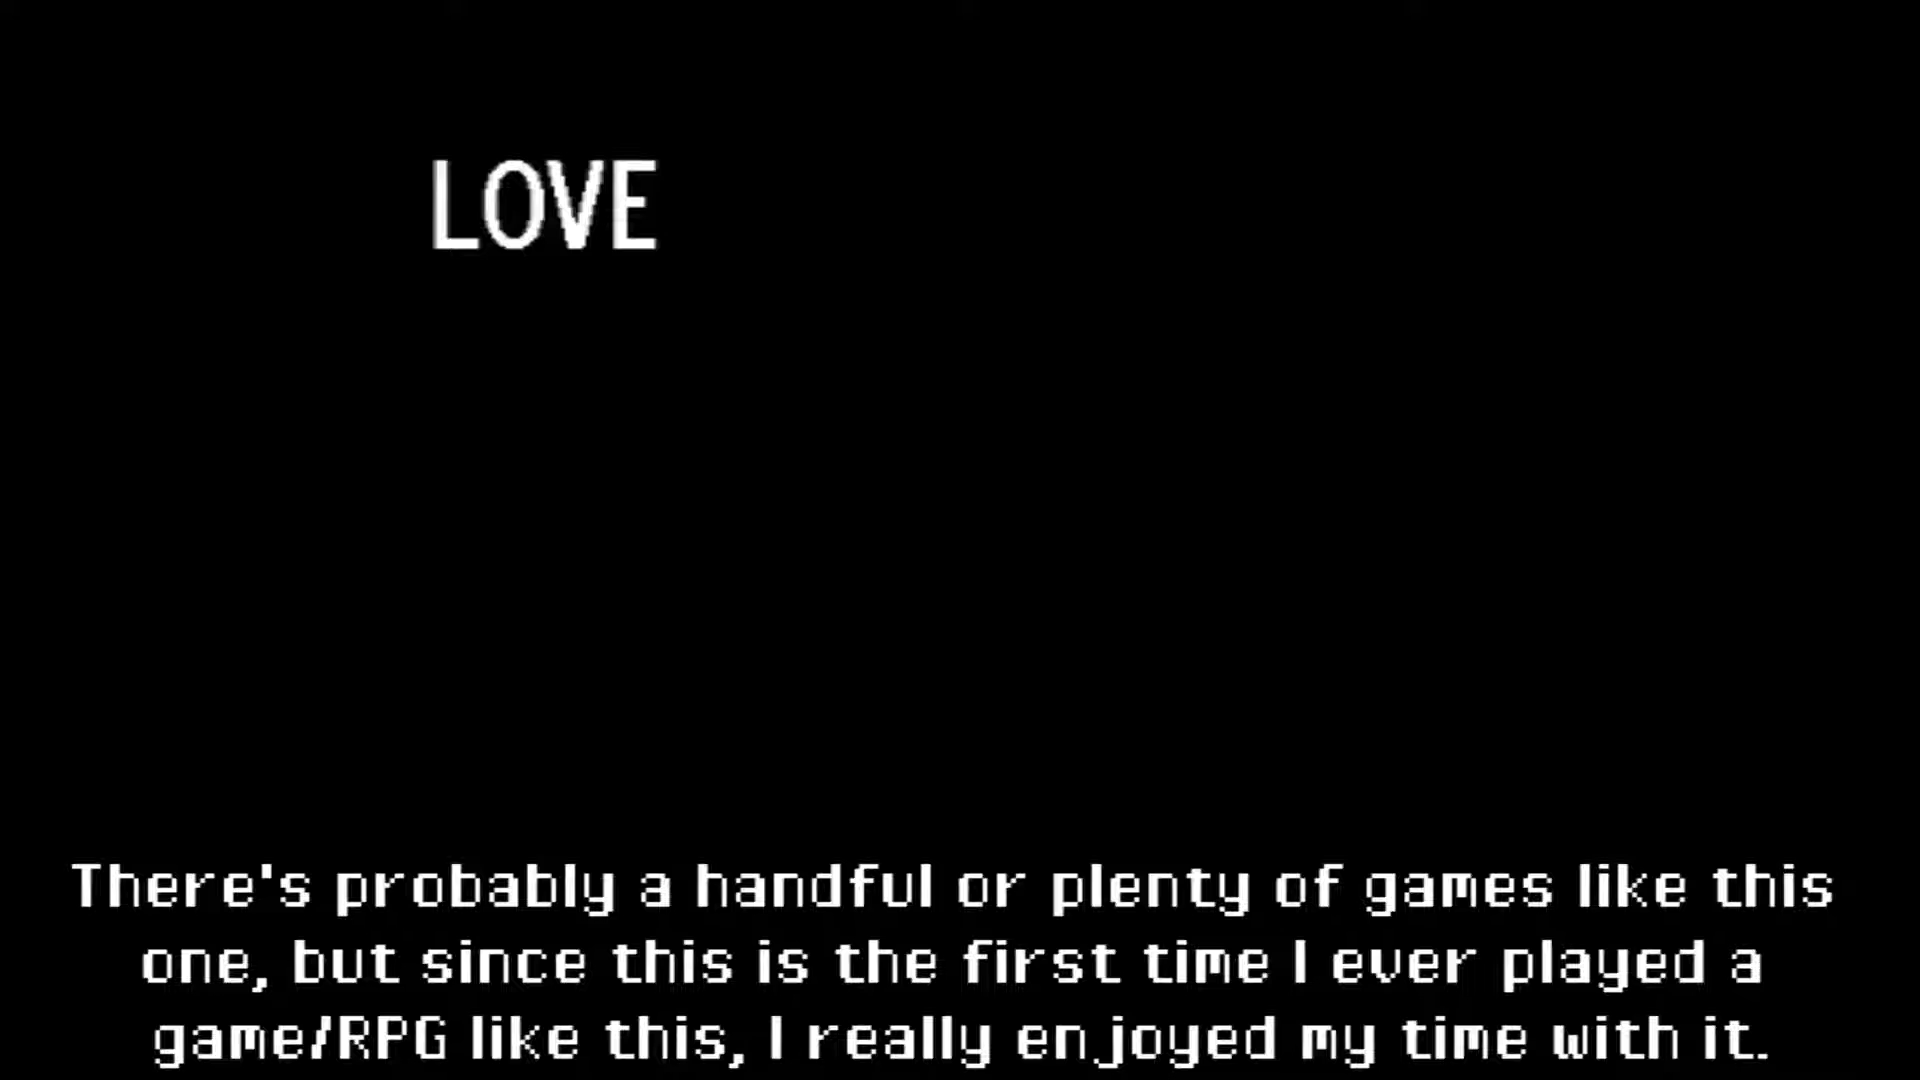 LOVE
There's probably a handful or plenty of games like this
one, but since this is the first time I ever played a
game/RPG like this, I really enjoyed my time with it.